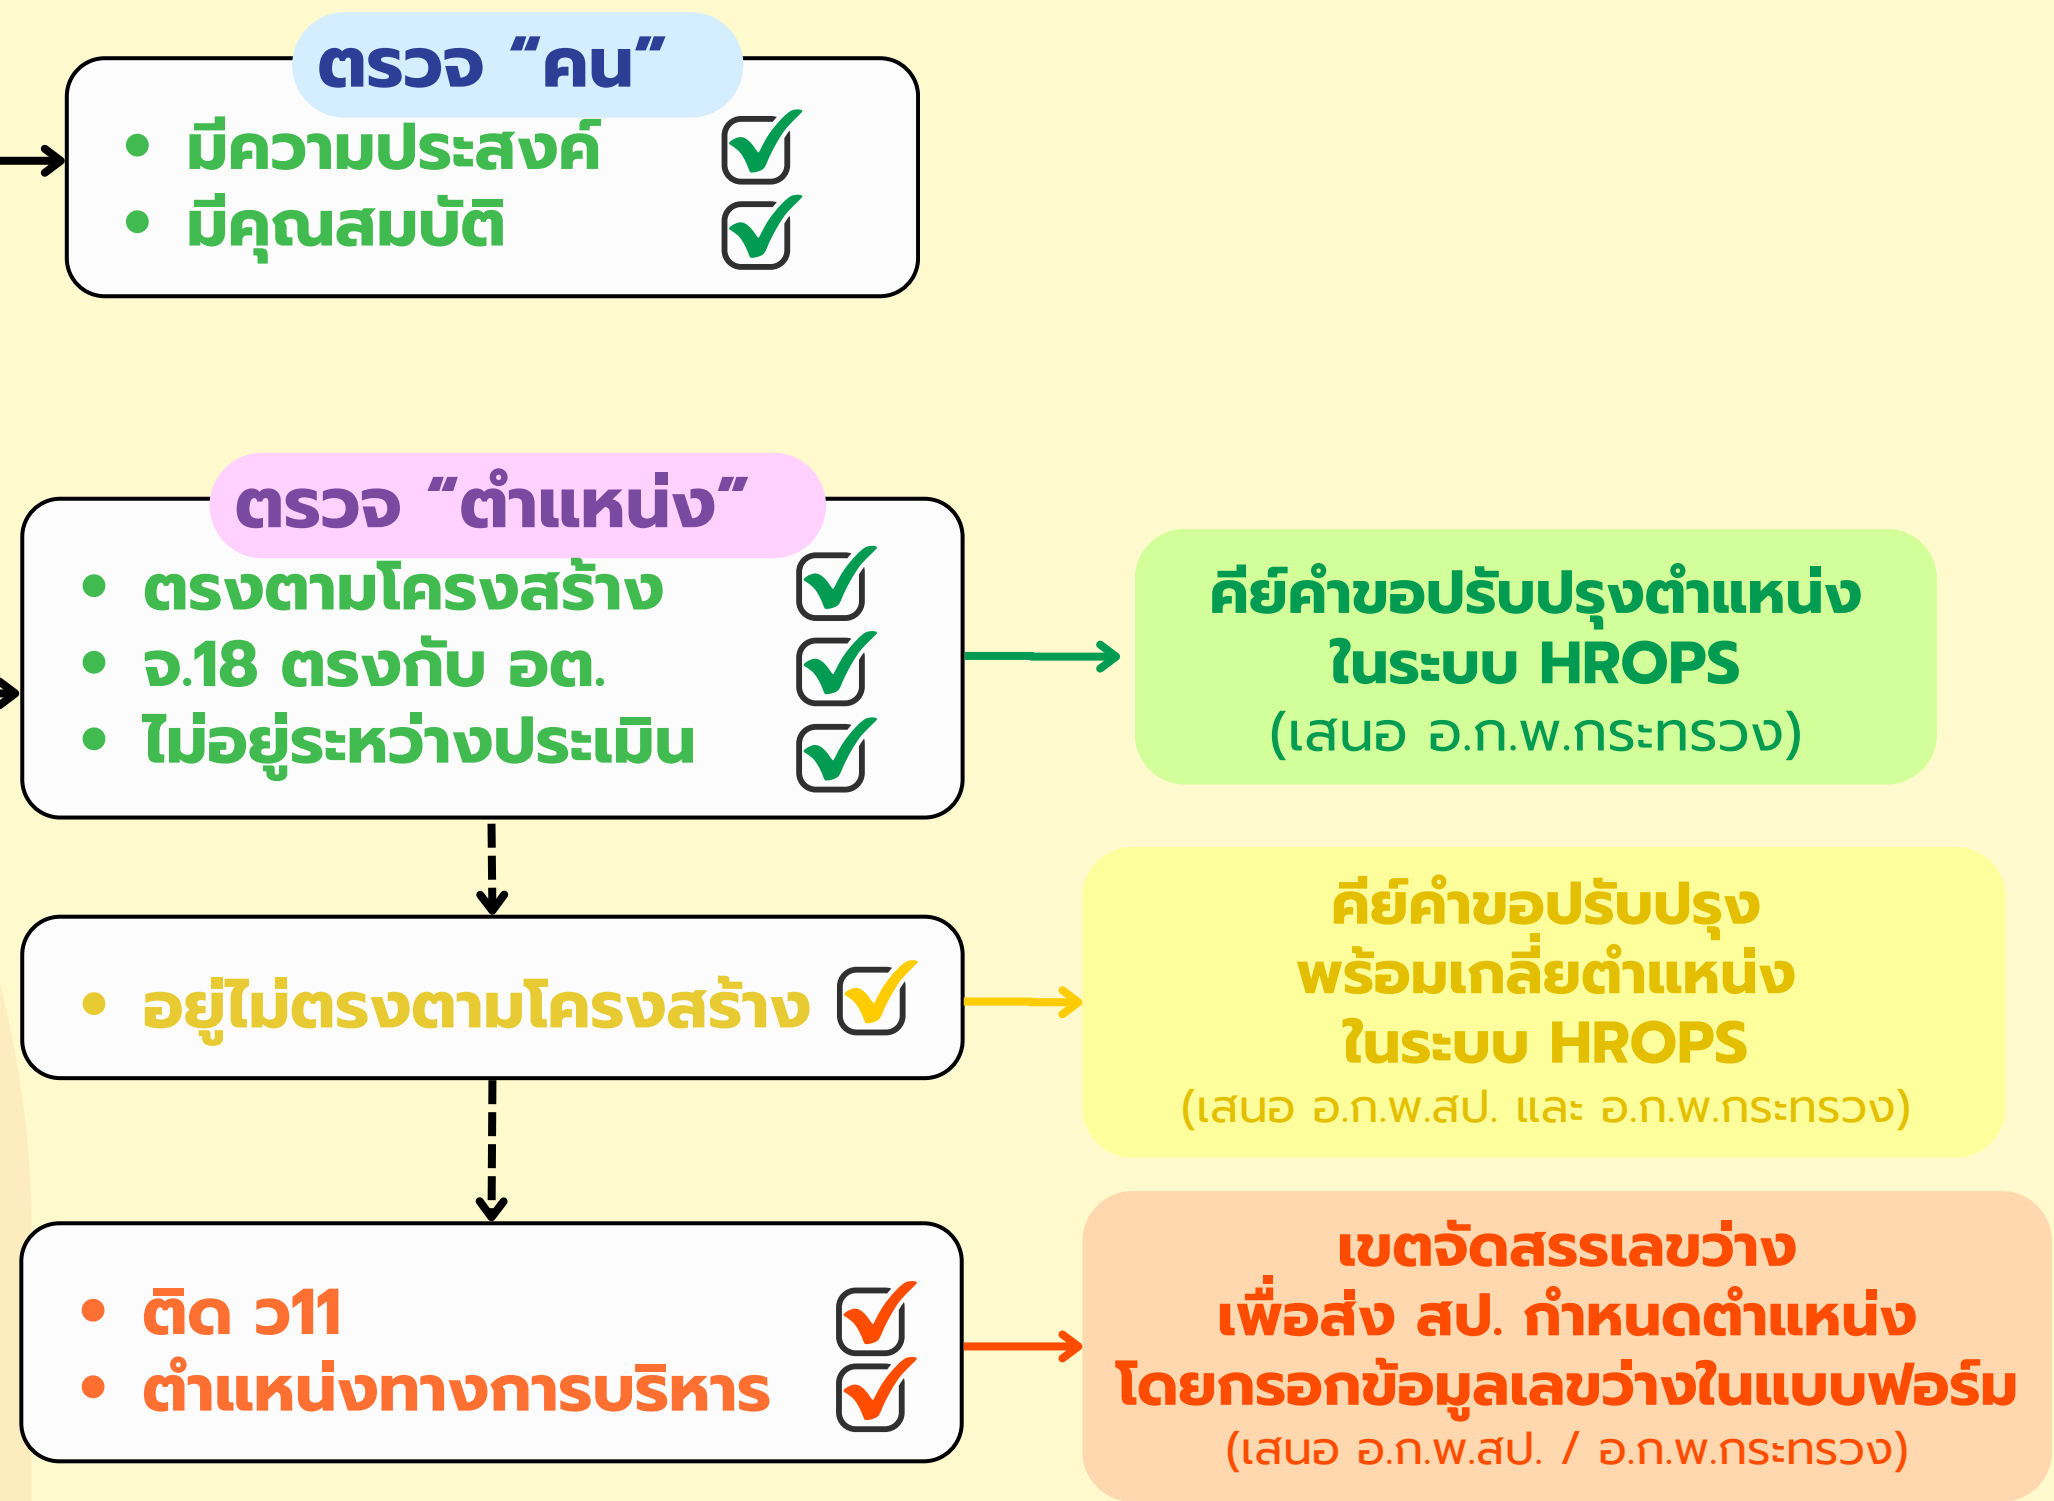 ตรวจ “คน”
• มีความประสงค์
• มีคุณสมบัติ
ตรวจ “ตำแหน่ง”
• ตรงตามโครงสร้าง
• จ.18 ตรงกับ อต.
• ไม่อยู่ระหว่างประเมิน
คีย์คำขอปรับปรุงตำแหน่ง
ในระบบ HROPS
(เสนอ อ.ก.พ.กระทรวง)
• อยู่ไม่ตรงตามโครงสร้าง
คีย์คำขอปรับปรุง
พร้อมเกลี่ยตำแหน่ง
ในระบบ HROPS
(เสนอ อ.ก.พ.สป. และ อ.ก.พ.กระทรวง)
• ติด ว11
• ตำแหน่งทางการบริหาร
เขตจัดสรรเลขว่าง
เพื่อส่ง สป. กำหนดตำแหน่ง
โดยกรอกข้อมูลเลขว่างในแบบฟอร์ม
(เสนอ อ.ก.พ.สป. / อ.ก.พ.กระทรวง)